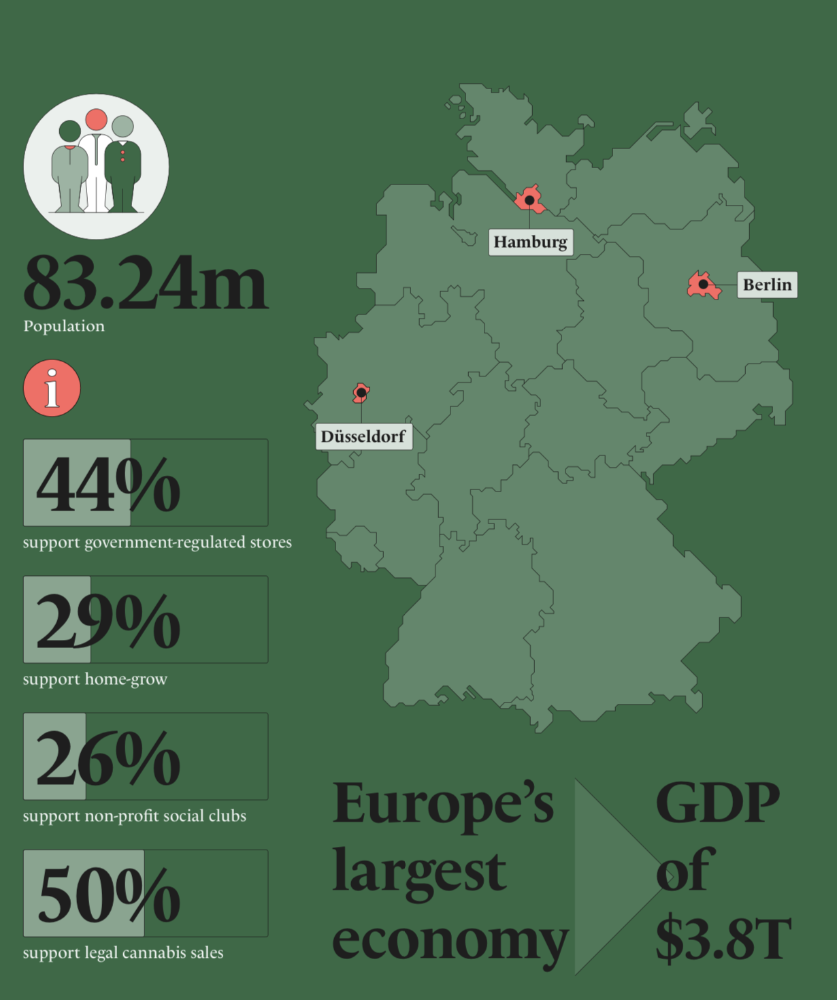 83.24m
Population
i
44%
support government-regulated stores
29%
support home-grow
26%
support non-profit social clubs
50%
support legal cannabis sales
Hamburg
Berlin
Düsseldorf
Europe’s
largest
economy
GDP
of
$3.8T